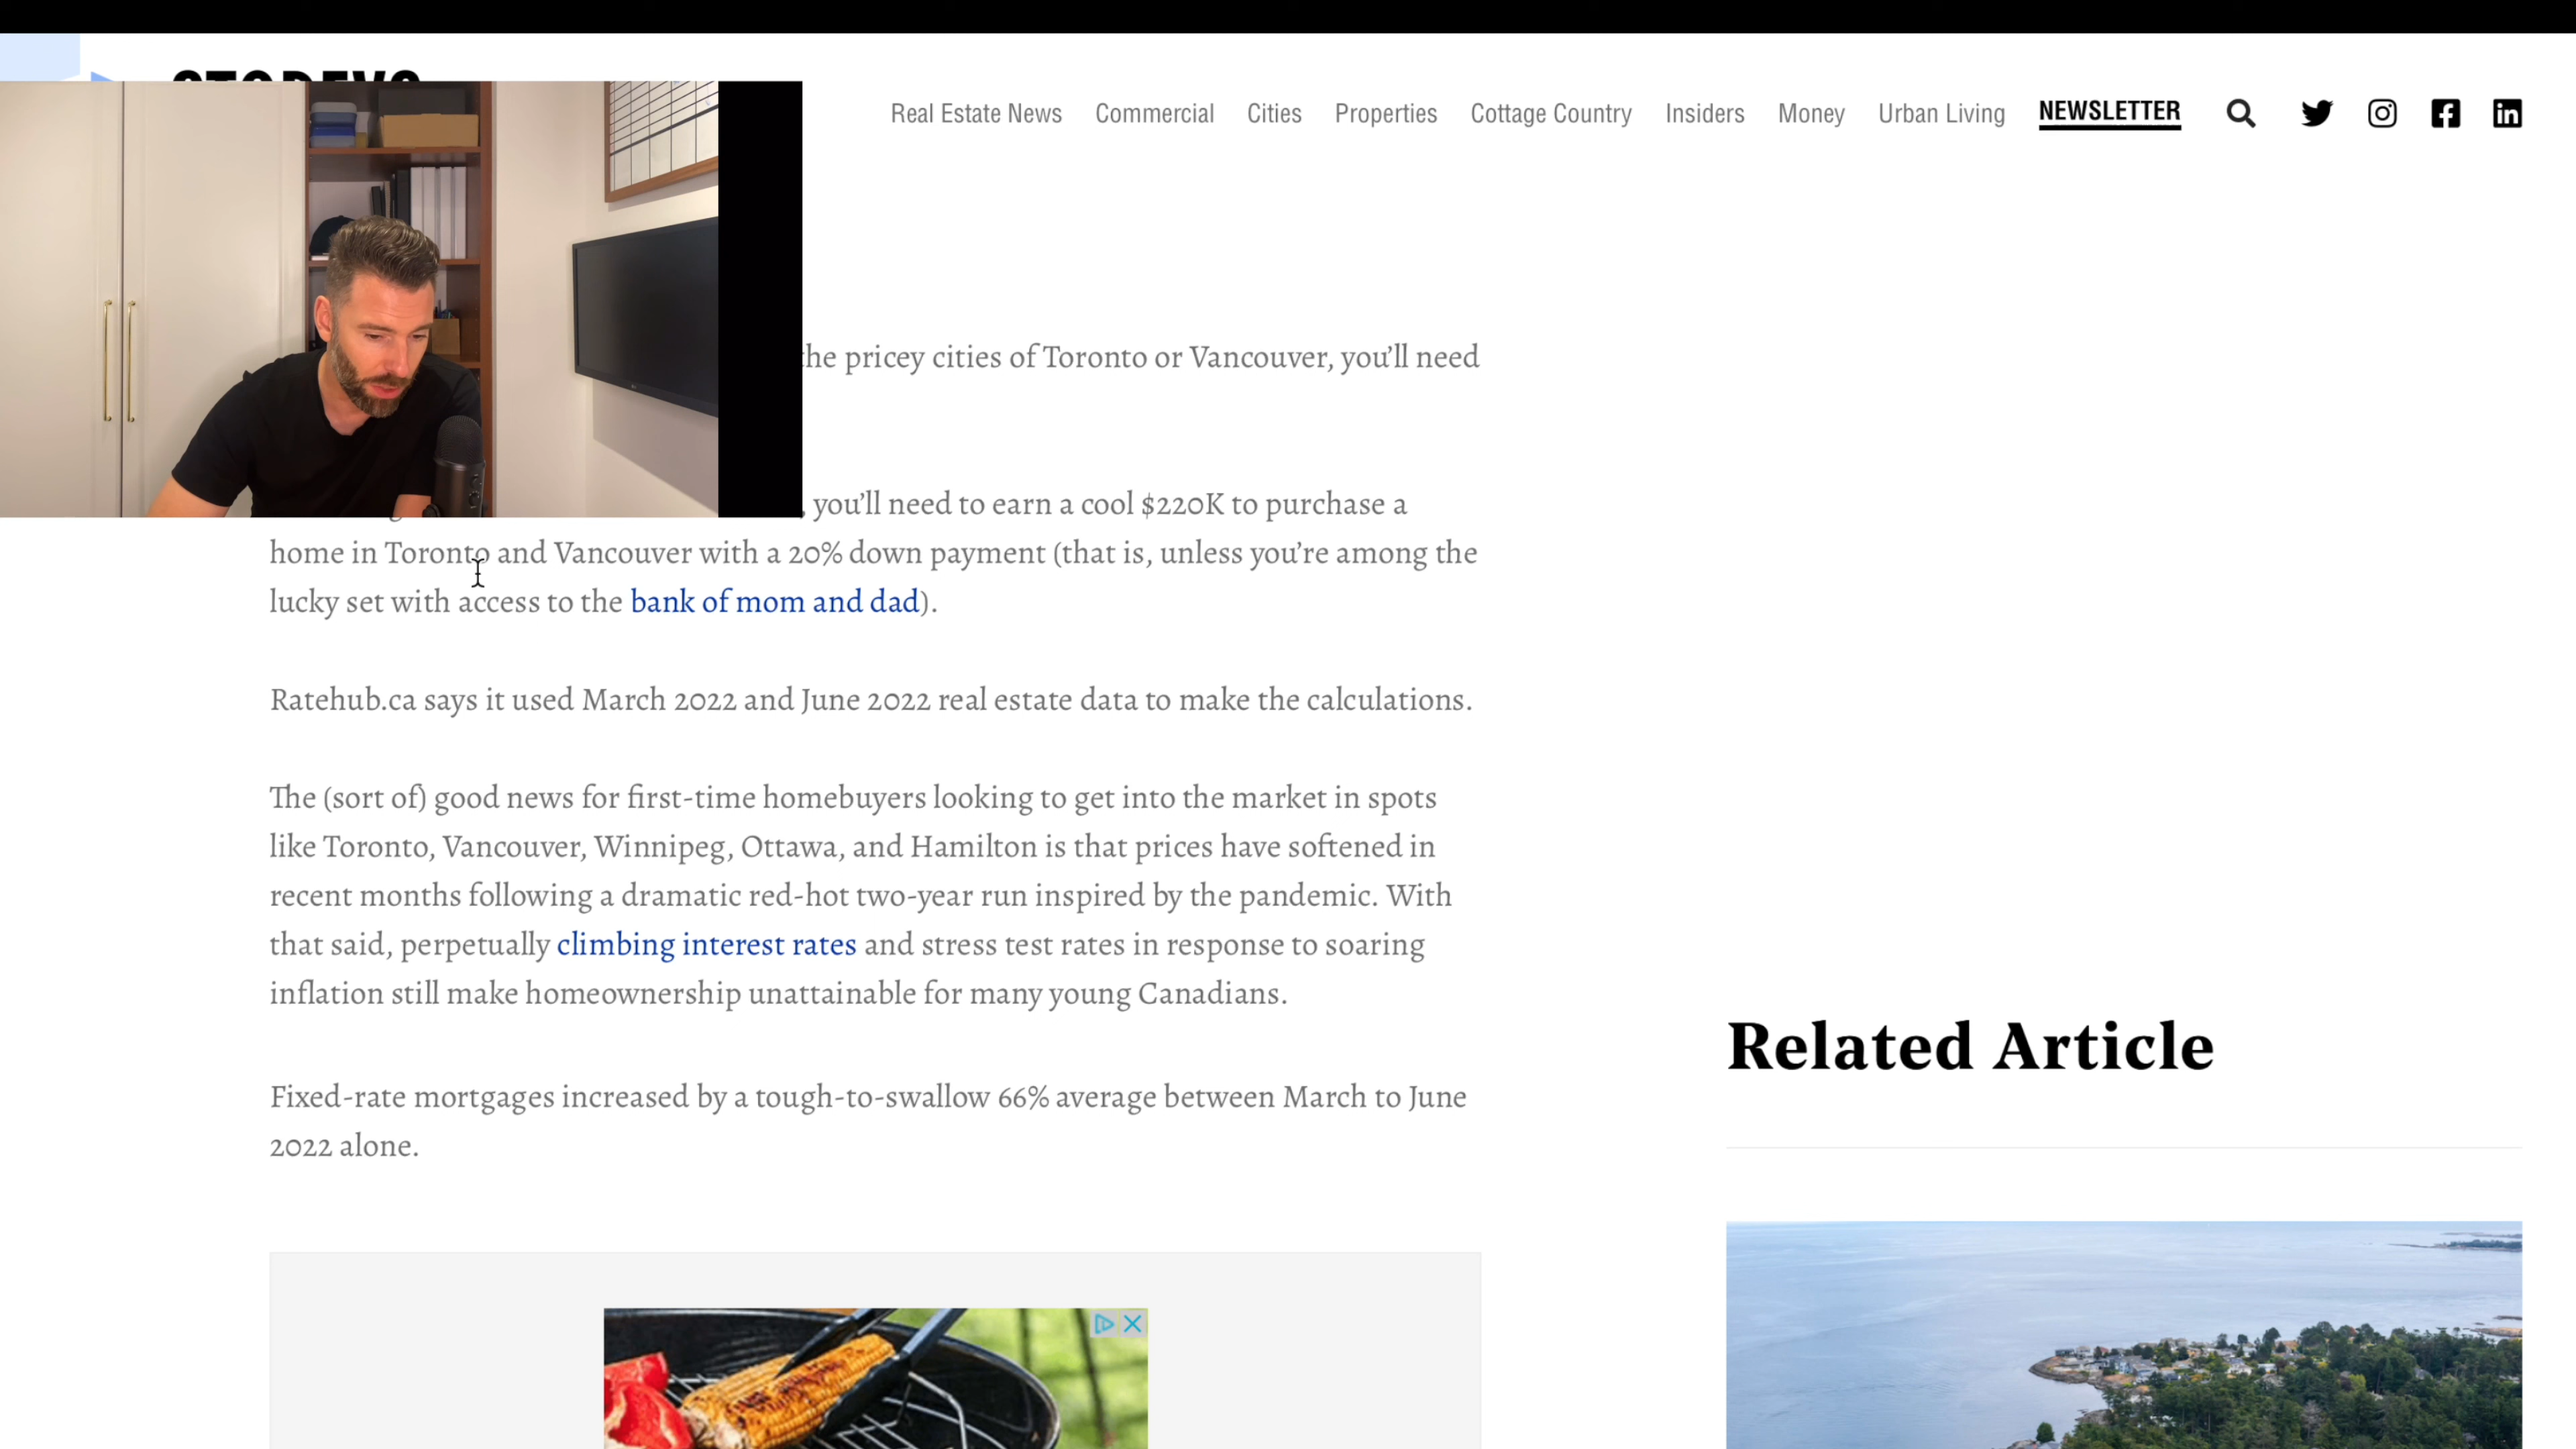 STOREYS
Real Estate News Commercial Cities Properties Cottage Country Insiders Money Urban Living NEWSLETTER
the pricey cities of Toronto or Vancouver, you’ll need
, you’ll need to earn a cool $220K to purchase a
home in Toronto and Vancouver with a 20% down payment (that is, unless you’re among the
lucky set with access to the bank of mom and dad).
Ratehub.ca says it used March 2022 and June 2022 real estate data to make the calculations.
The (sort of) good news for first-time homebuyers looking to get into the market in spots
like Toronto, Vancouver, Winnipeg, Ottawa, and Hamilton is that prices have softened in
recent months following a dramatic red-hot two-year run inspired by the pandemic. With
that said, perpetually climbing interest rates and stress test rates in response to soaring
inflation still make homeownership unattainable for many young Canadians.
Related Article
Fixed-rate mortgages increased by a tough-to-swallow 66% average between March to June
2022 alone.